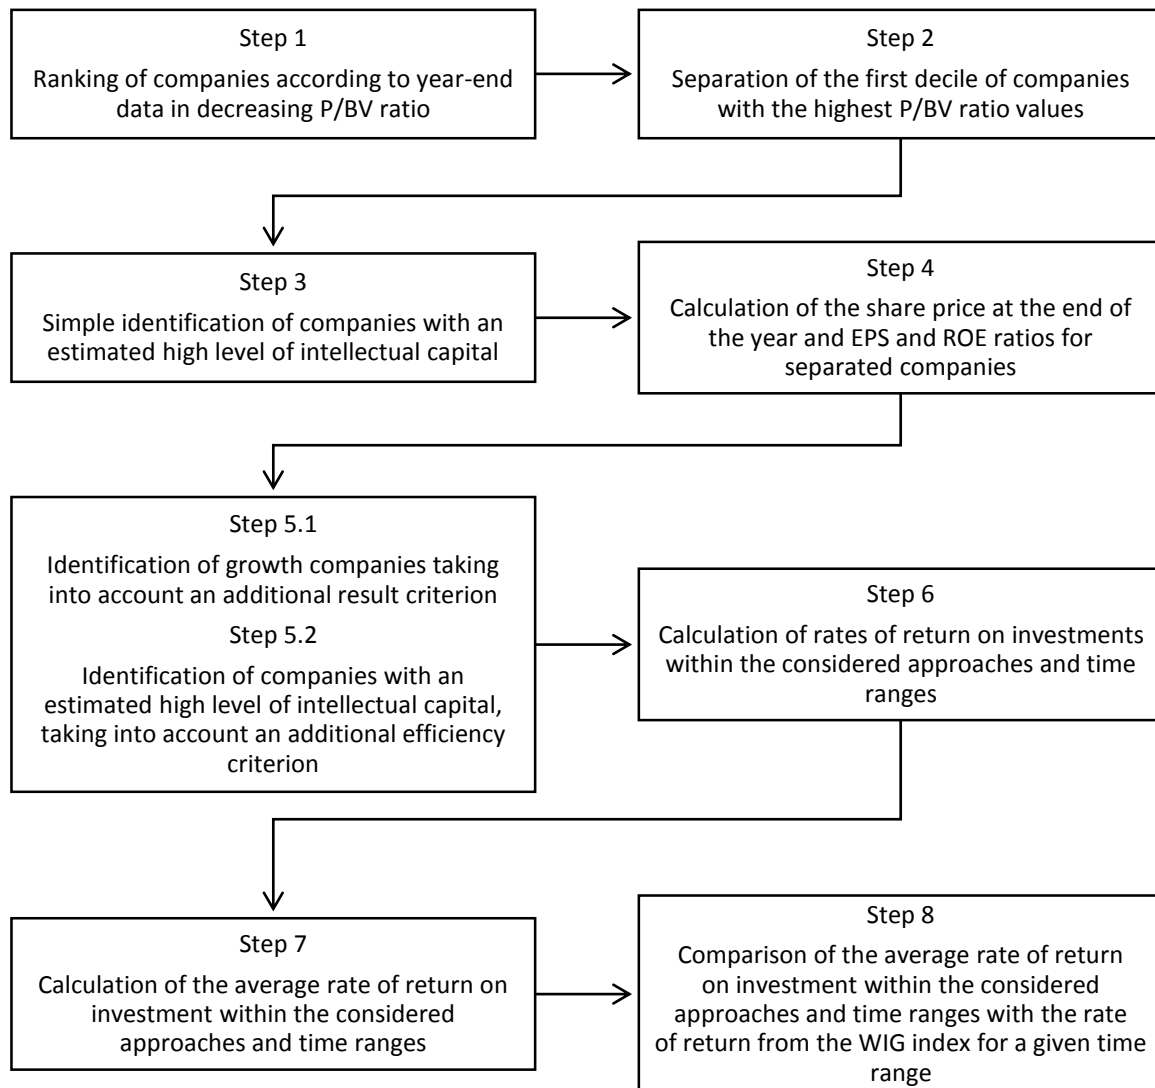 Step 1
Ranking of companies according to year-end
data in decreasing P/BV ratio
Step 2
Separation of the first decile of companies
with the highest P/BV ratio values
Step 3
Simple identification of companies with an
estimated high level of intellectual capital
Step 4
Calculation of the share price at the end of
the year and EPS and ROE ratios for
separated companies
Step 5.1
Identification of growth companies taking
into account an additional result criterion
Step 5.2
Identification of companies with an
estimated high level of intellectual capital,
taking into account an additional efficiency
criterion
Step 6
Calculation of rates of return on investments
within the considered approaches and time
ranges
Step 7
Calculation of the average rate of return on
investment within the considered
approaches and time ranges
Step 8
Comparison of the average rate of return
on investment within the considered
approaches and time ranges with the rate
of return from the WIG index for a given time
range